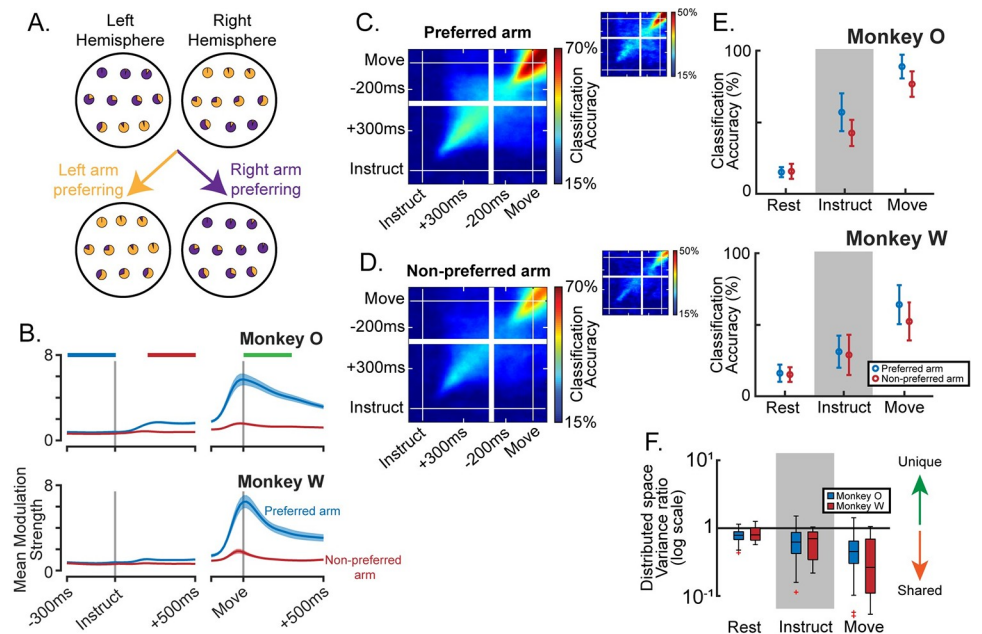 A.
Left
Hemisphere
Right
Hemisphere
Left arm
preferring
Right arm
preferring
B.
Monkey O
8
0
Monkey W
8
0
Preferred arm
Non-preferred
arm
Mean Modulation
Strength
-300ms
Instruct
+500ms
Move
+500ms
C.
Preferred arm
Move
-200ms
+300ms
Instruct
Instruct
+300ms
-200ms
Move
70%
15%
Classification
Accuracy
50%
15%
D.
Non-preferred arm
Move
-200ms
+300ms
Instruct
Instruct
+300ms
-200ms
Move
70%
15%
Classification
Accuracy
50%
15%
E.
Monkey O
100
0
Classification
Accuracy (%)
Rest
Instruct
Move
Monkey W
100
0
Classification
Accuracy (%)
Preferred arm
Non-preferred arm
Rest
Instruct
Move
F.
10¹
1
10-¹
Distributed space
Variance ratio
(log scale)
Monkey O
Monkey W
Unique
Shared
Rest
Instruct
Move